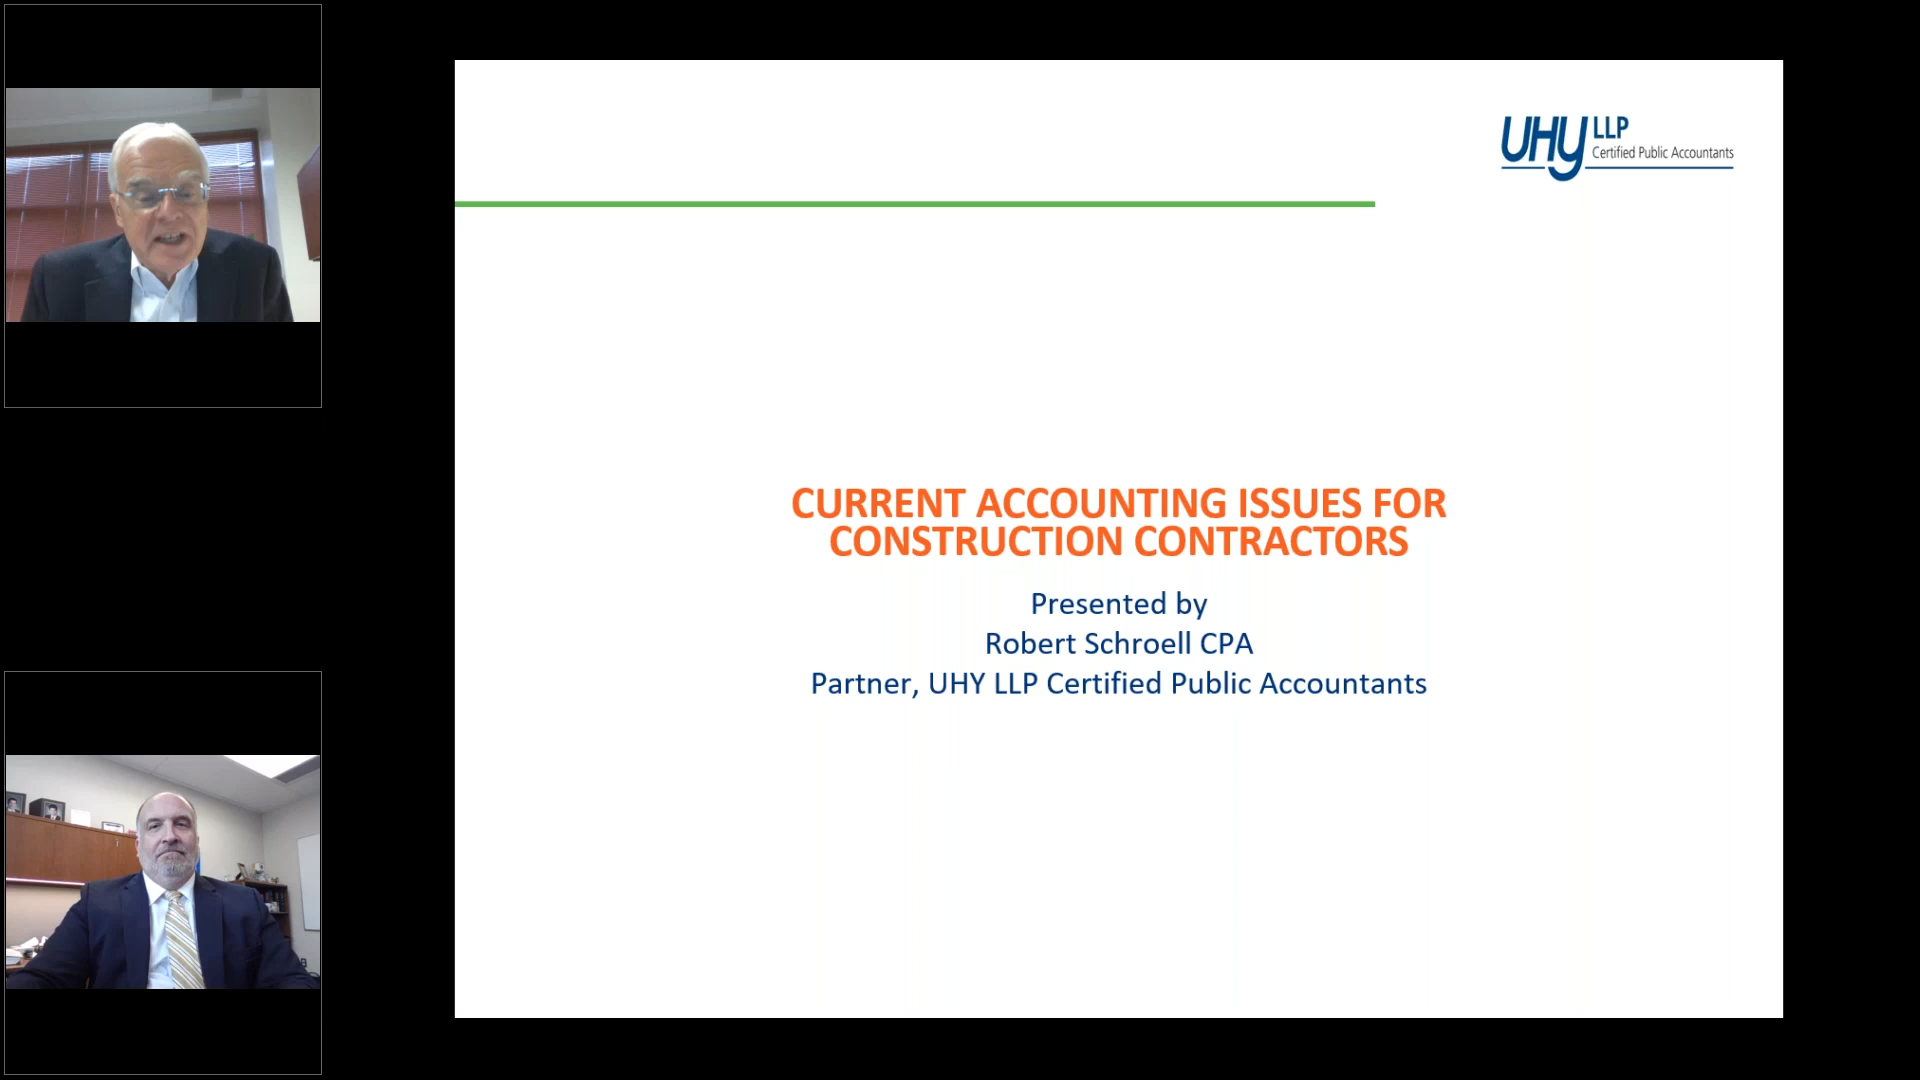 UHY LLP
Certified Public Accountants
CURRENT ACCOUNTING ISSUES FOR
CONSTRUCTION CONTRACTORS
Presented by
Robert Schroell CPA
Partner, UHY LLP Certified Public Accountants